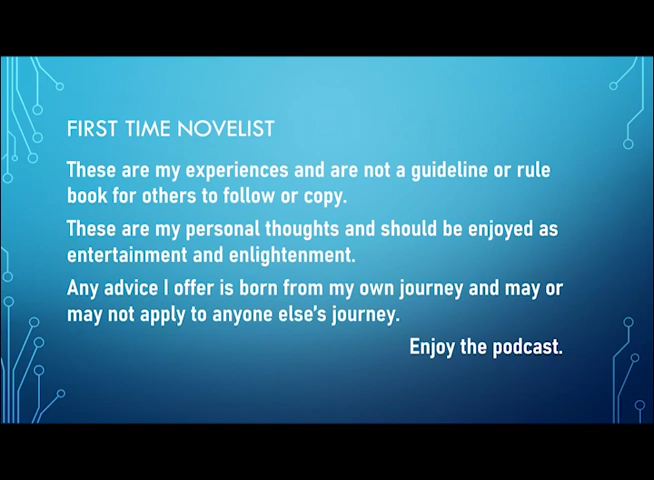 FIRST TIME NOVELIST
These are my experiences and are not a guideline or rule
book for others to follow or copy.
These are my personal thoughts and should be enjoyed as
entertainment and enlightenment.
Any advice I offer is born from my own journey and may or
may not apply to anyone else's journey.
Enjoy the podcast.